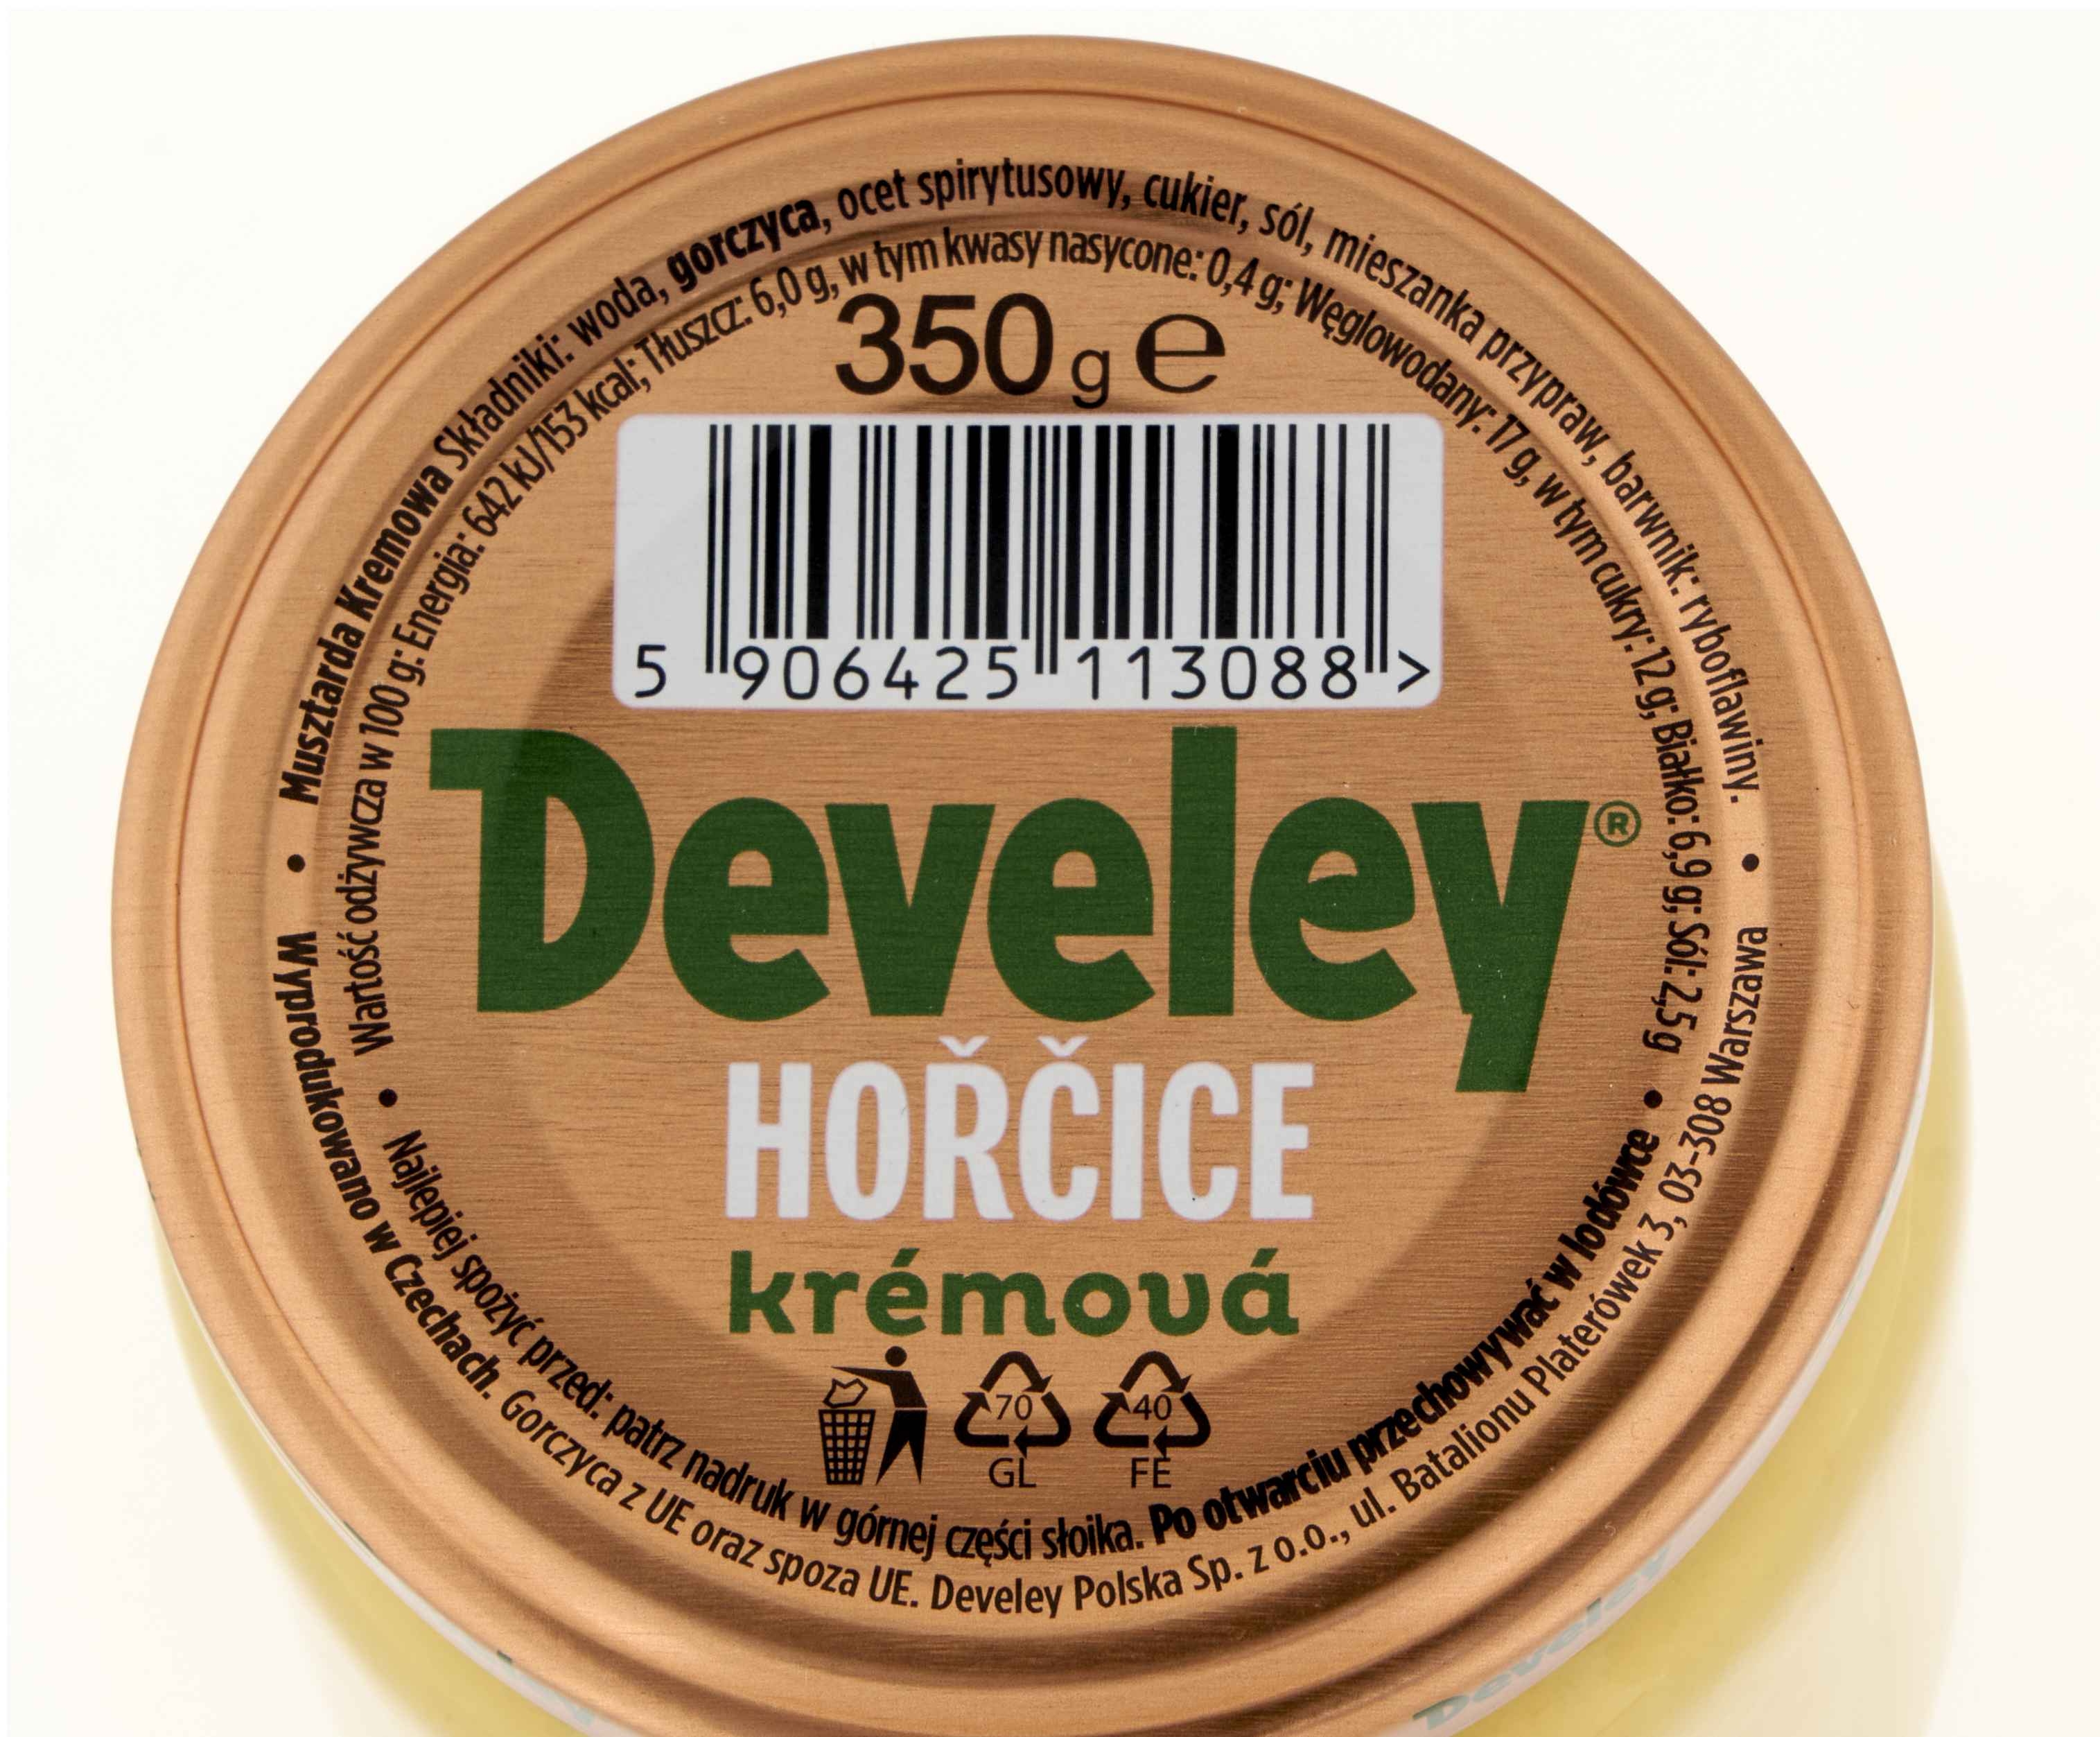 • Musztarda Kremowa Składniki: woda, gorczyca, ocet spirytusowy, cukier, sól, mieszanka przypraw, barwnik: ryboflawiny. •
Wartość odżywcza w 100 g: Energia: 642 kJ/153 kcal; Tłuszcz: 6,0 g, w tym kwasy nasycone: 0,4 g; Węglowodany: 17 g, w tym cukry: 12 g; Białko: 6,9 g; Sól: 2,5 g
350 g e
5 906425 113088 >
Develey®
HOŘČICE
krémová
70 40
GL FE
• Najlepiej spożyć przed: patrz nadruk w górnej części słoika. Po otwarciu przechowywać w lodówce •
Wyprodukowano w Czechach. Gorczyca z UE oraz spoza UE. Develey Polska Sp. z o.o., ul. Batalionu Platerówek 3, 03-308 Warszawa
Develey